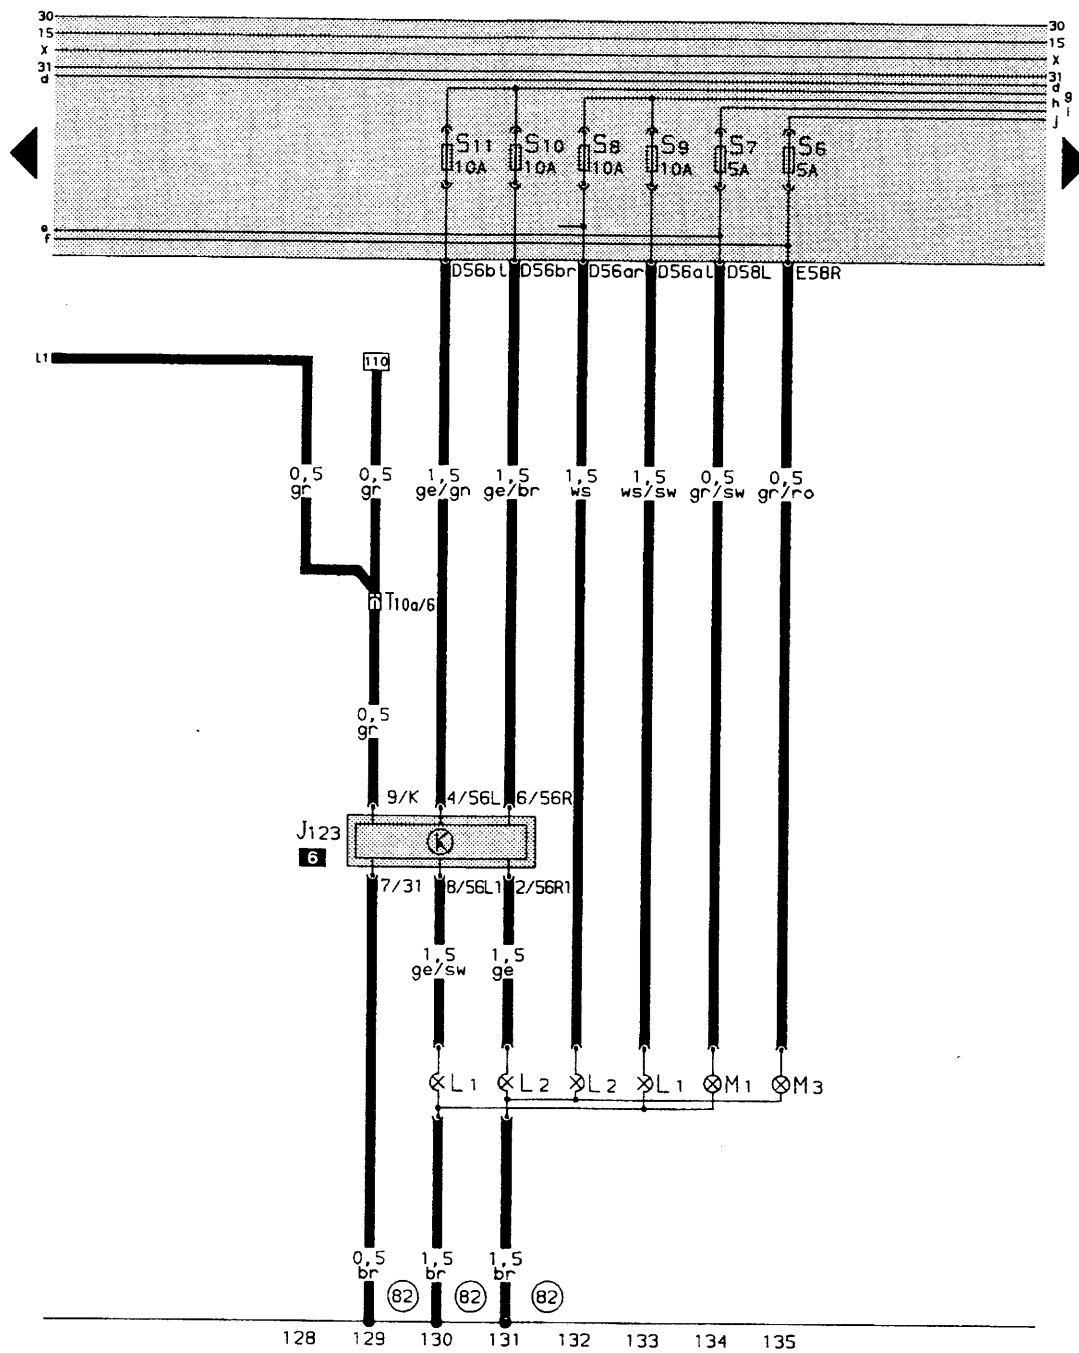 30 30
15 15
X X
31 31
d d
g
h
i
j
S11 S10 S8 S9 S7 S6
10A 10A 10A 10A 5A 5A
e
f
D56bl D56br D56ar D56al D58L E58R
L1 110
0,5 0,5 1,5 1,5 1,5 1,5 0,5 0,5
gr gr ge/gn ge/br ws ws/sw gr/sw gr/ro
T10a/6
0,5
gr
9/K 4/56L 6/56R
J123
6
7/31 8/56L1 2/56R1
1,5 1,5
ge/sw ge
L1 L2 L2 L1 M1 M3
0,5 1,5 1,5
br br br
82 82 82
128 129 130 131 132 133 134 135